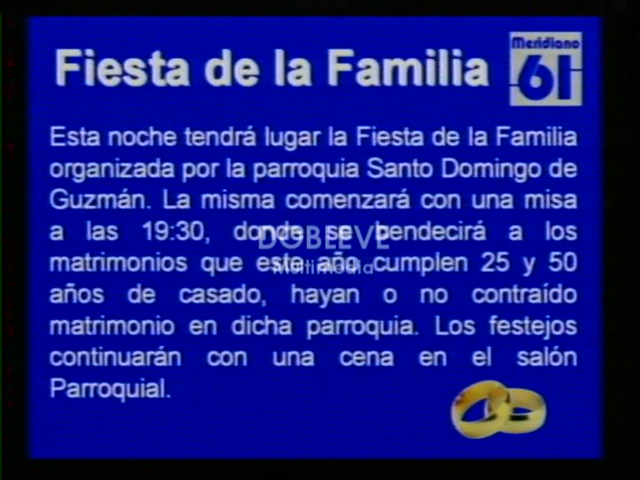 Fiesta de la Familia
Meridiano
61
Esta noche tendrá lugar la Fiesta de la Familia
organizada por la parroquia Santo Domingo de
Guzmán. La misma comenzará con una misa
a las 19:30, donde se bendecirá a los
DOBLEVE
matrimonios que este año cumplen 25 y 50
Multimedia
años de casado, hayan o no contraído
matrimonio en dicha parroquia. Los festejos
continuarán con una cena en el salón
Parroquial.